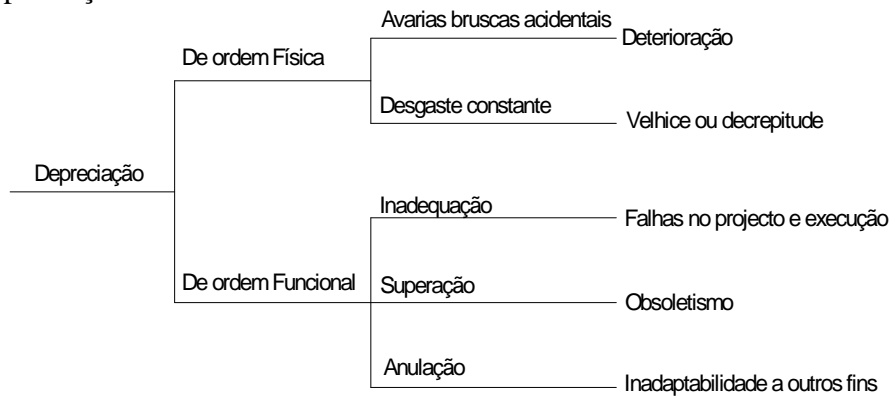 Avarias bruscas acidentais
Deterioração
De ordem Física
Desgaste constante
Velhice ou decrepitude
Depreciação
Inadequação
Falhas no projecto e execução
De ordem Funcional
Superação
Obsoletismo
Anulação
Inadaptabilidade a outros fins